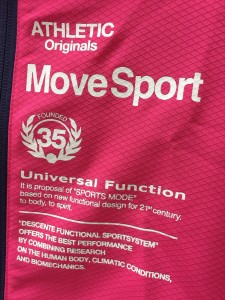 ATHLETIC
Originals
MoveSport
FOUNDED
35
Universal Function
It is proposal of "SPORTS MODE"
based on new functional design for 21st century.
to body, to spirit.
"DESCENTE FUNCTIONAL SPORTSYSTEM"
OFFERS THE BEST PERFORMANCE
BY COMBINING RESEARCH
ON THE HUMAN BODY, CLIMATIC CONDITIONS,
AND BIOMECHANICS.